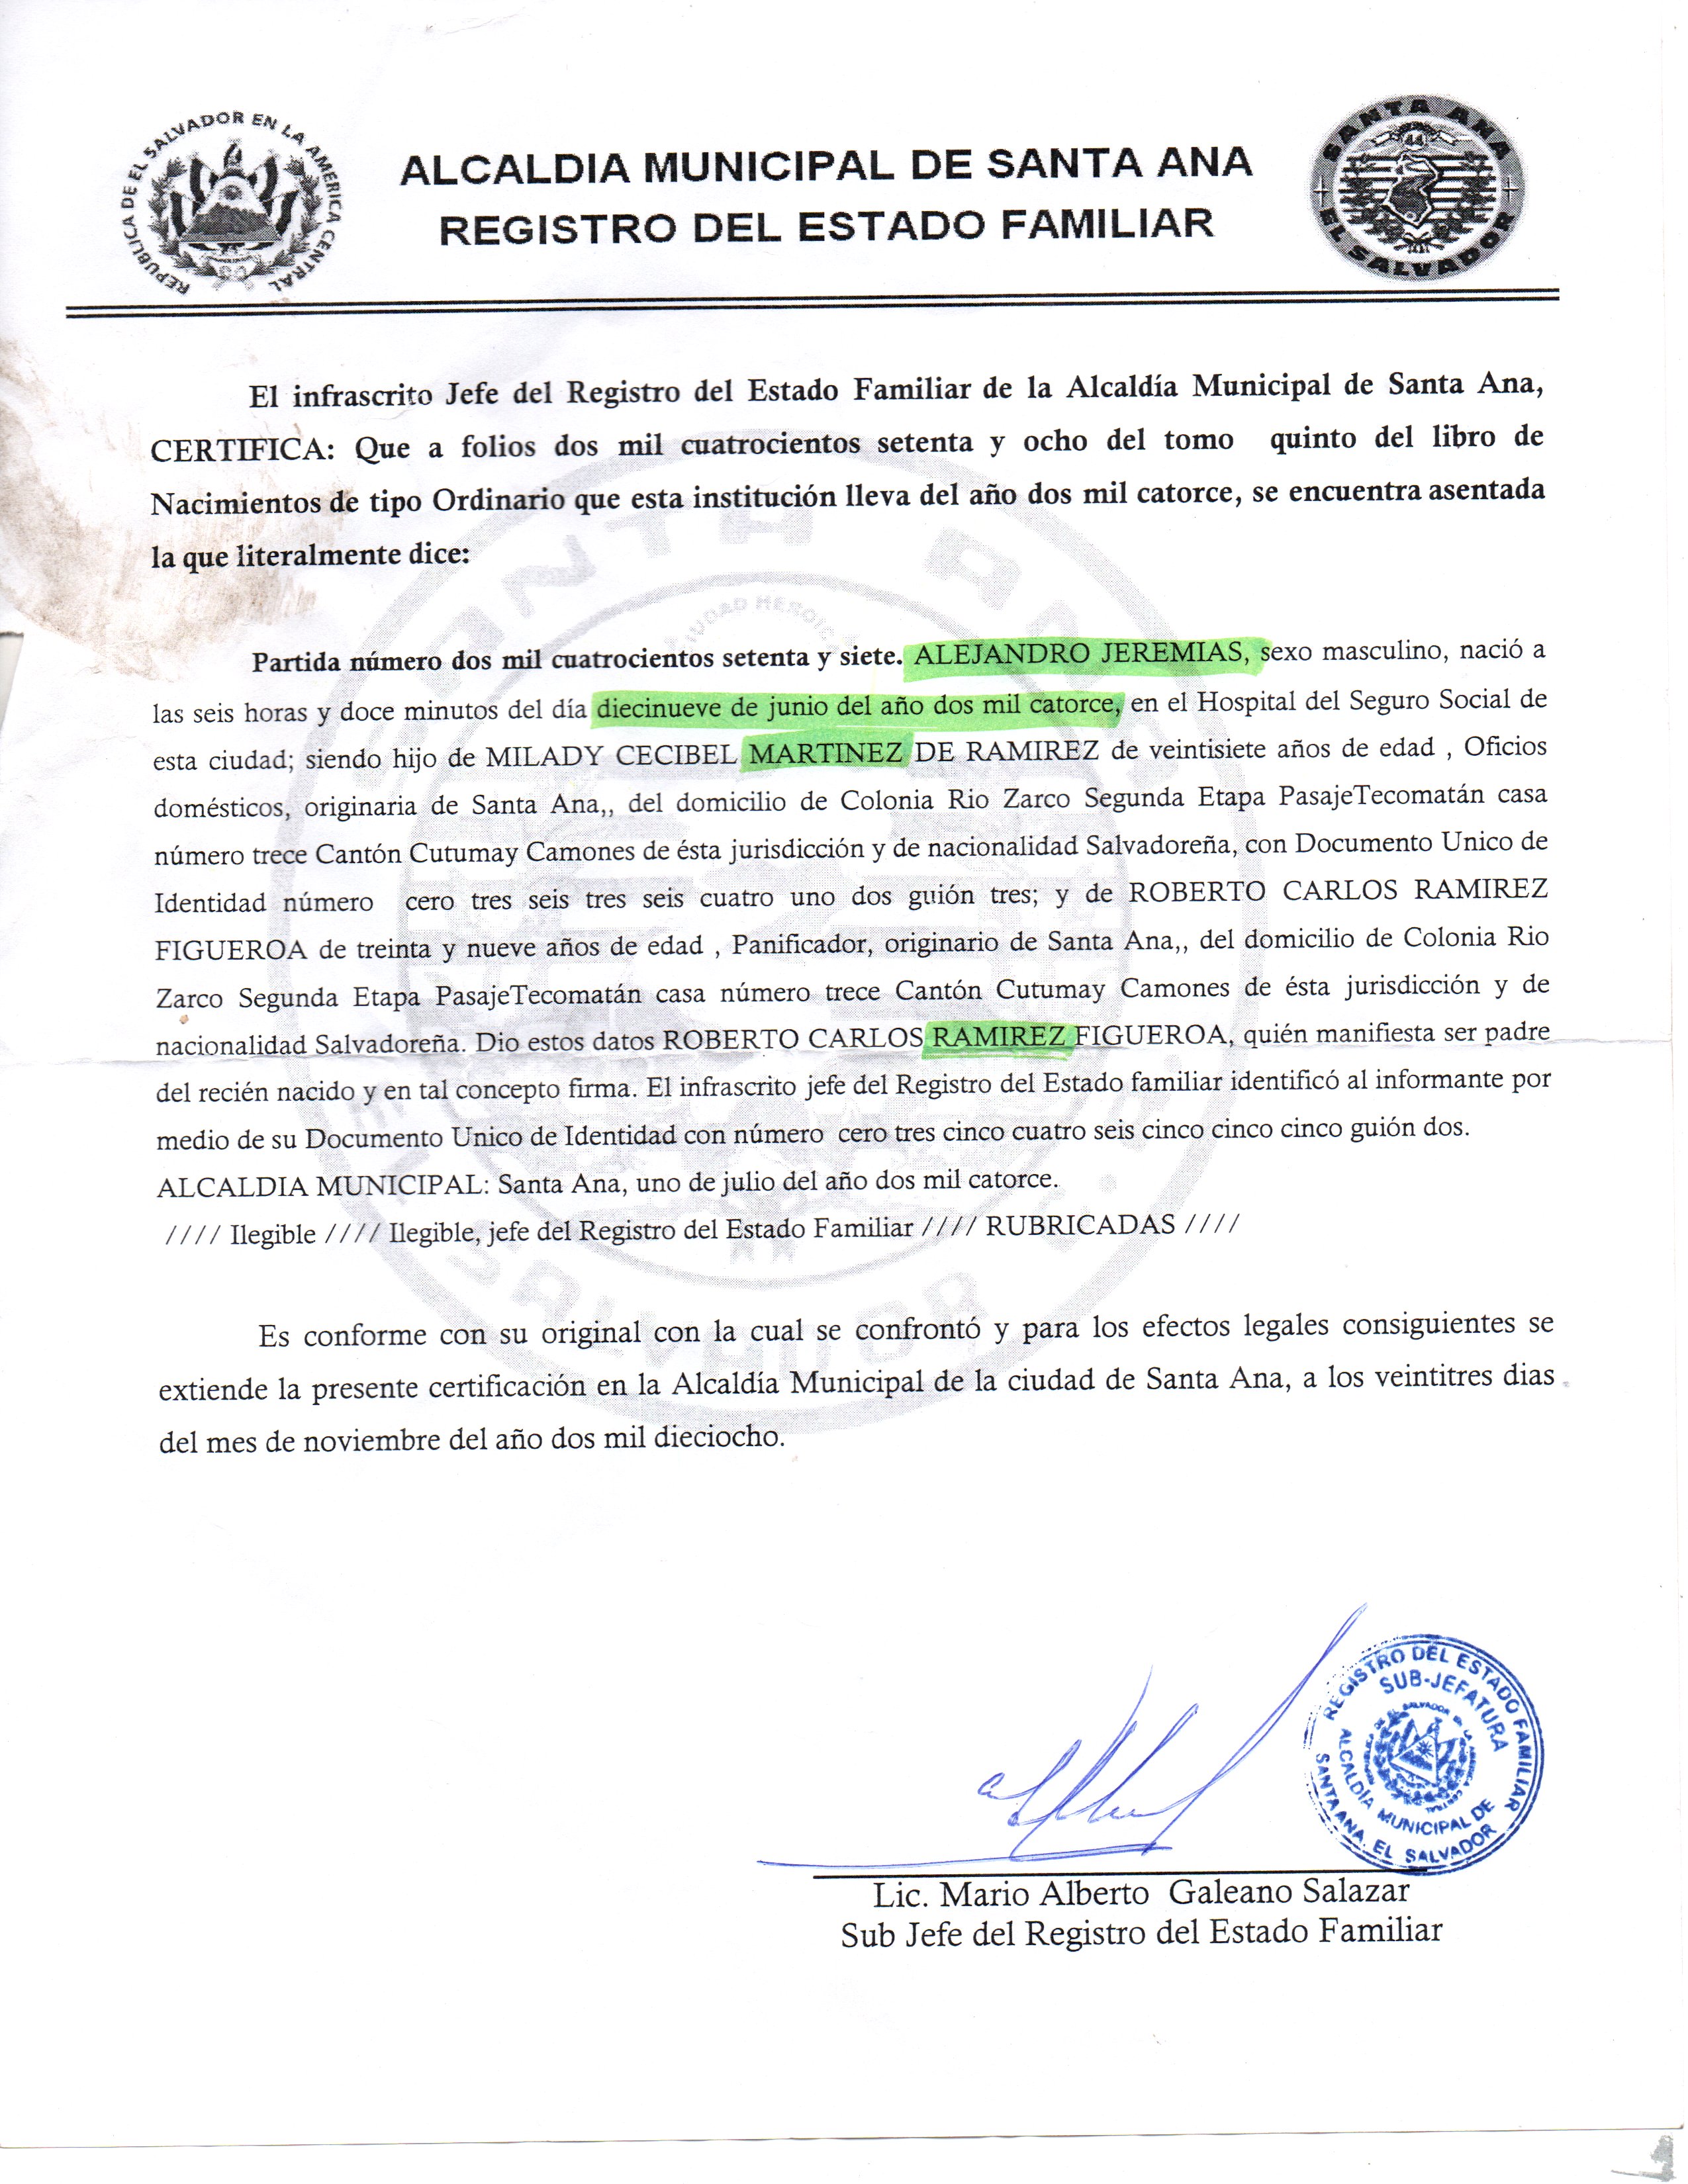 REPUBLICA DE EL SALVADOR EN LA AMERICA CENTRAL
ALCALDIA MUNICIPAL DE SANTA ANA
REGISTRO DEL ESTADO FAMILIAR
SANTA ANA
44
EL SALVADOR
El infrascrito Jefe del Registro del Estado Familiar de la Alcaldía Municipal de Santa Ana,
CERTIFICA: Que a folios dos mil cuatrocientos setenta y ocho del tomo quinto del libro de
Nacimientos de tipo Ordinario que esta institución lleva del año dos mil catorce, se encuentra asentada
la que literalmente dice:
Partida número dos mil cuatrocientos setenta y siete. ALEJANDRO JEREMIAS, sexo masculino, nació a
las seis horas y doce minutos del día diecinueve de junio del año dos mil catorce, en el Hospital del Seguro Social de
esta ciudad; siendo hijo de MILADY CECIBEL MARTINEZ DE RAMIREZ de veintisiete años de edad , Oficios
domésticos, originaria de Santa Ana,, del domicilio de Colonia Rio Zarco Segunda Etapa PasajeTecomatán casa
número trece Cantón Cutumay Camones de ésta jurisdicción y de nacionalidad Salvadoreña, con Documento Unico de
Identidad número cero tres seis tres seis cuatro uno dos guión tres; y de ROBERTO CARLOS RAMIREZ
FIGUEROA de treinta y nueve años de edad , Panificador, originario de Santa Ana,, del domicilio de Colonia Rio
Zarco Segunda Etapa PasajeTecomatán casa número trece Cantón Cutumay Camones de ésta jurisdicción y de
nacionalidad Salvadoreña. Dio estos datos ROBERTO CARLOS RAMIREZ FIGUEROA, quién manifiesta ser padre
del recién nacido y en tal concepto firma. El infrascrito jefe del Registro del Estado familiar identificó al informante por
medio de su Documento Unico de Identidad con número cero tres cinco cuatro seis cinco cinco cinco guión dos.
ALCALDIA MUNICIPAL: Santa Ana, uno de julio del año dos mil catorce.
//// Ilegible //// Ilegible, jefe del Registro del Estado Familiar //// RUBRICADAS ////
Es conforme con su original con la cual se confrontó y para los efectos legales consiguientes se
extiende la presente certificación en la Alcaldía Municipal de la ciudad de Santa Ana, a los veintitres dias
del mes de noviembre del año dos mil dieciocho.
REGISTRO DEL ESTADO FAMILIAR
SUB-JEFATURA
ALCALDÍA MUNICIPAL DE
SANTA ANA, EL SALVADOR
Lic. Mario Alberto Galeano Salazar
Sub Jefe del Registro del Estado Familiar